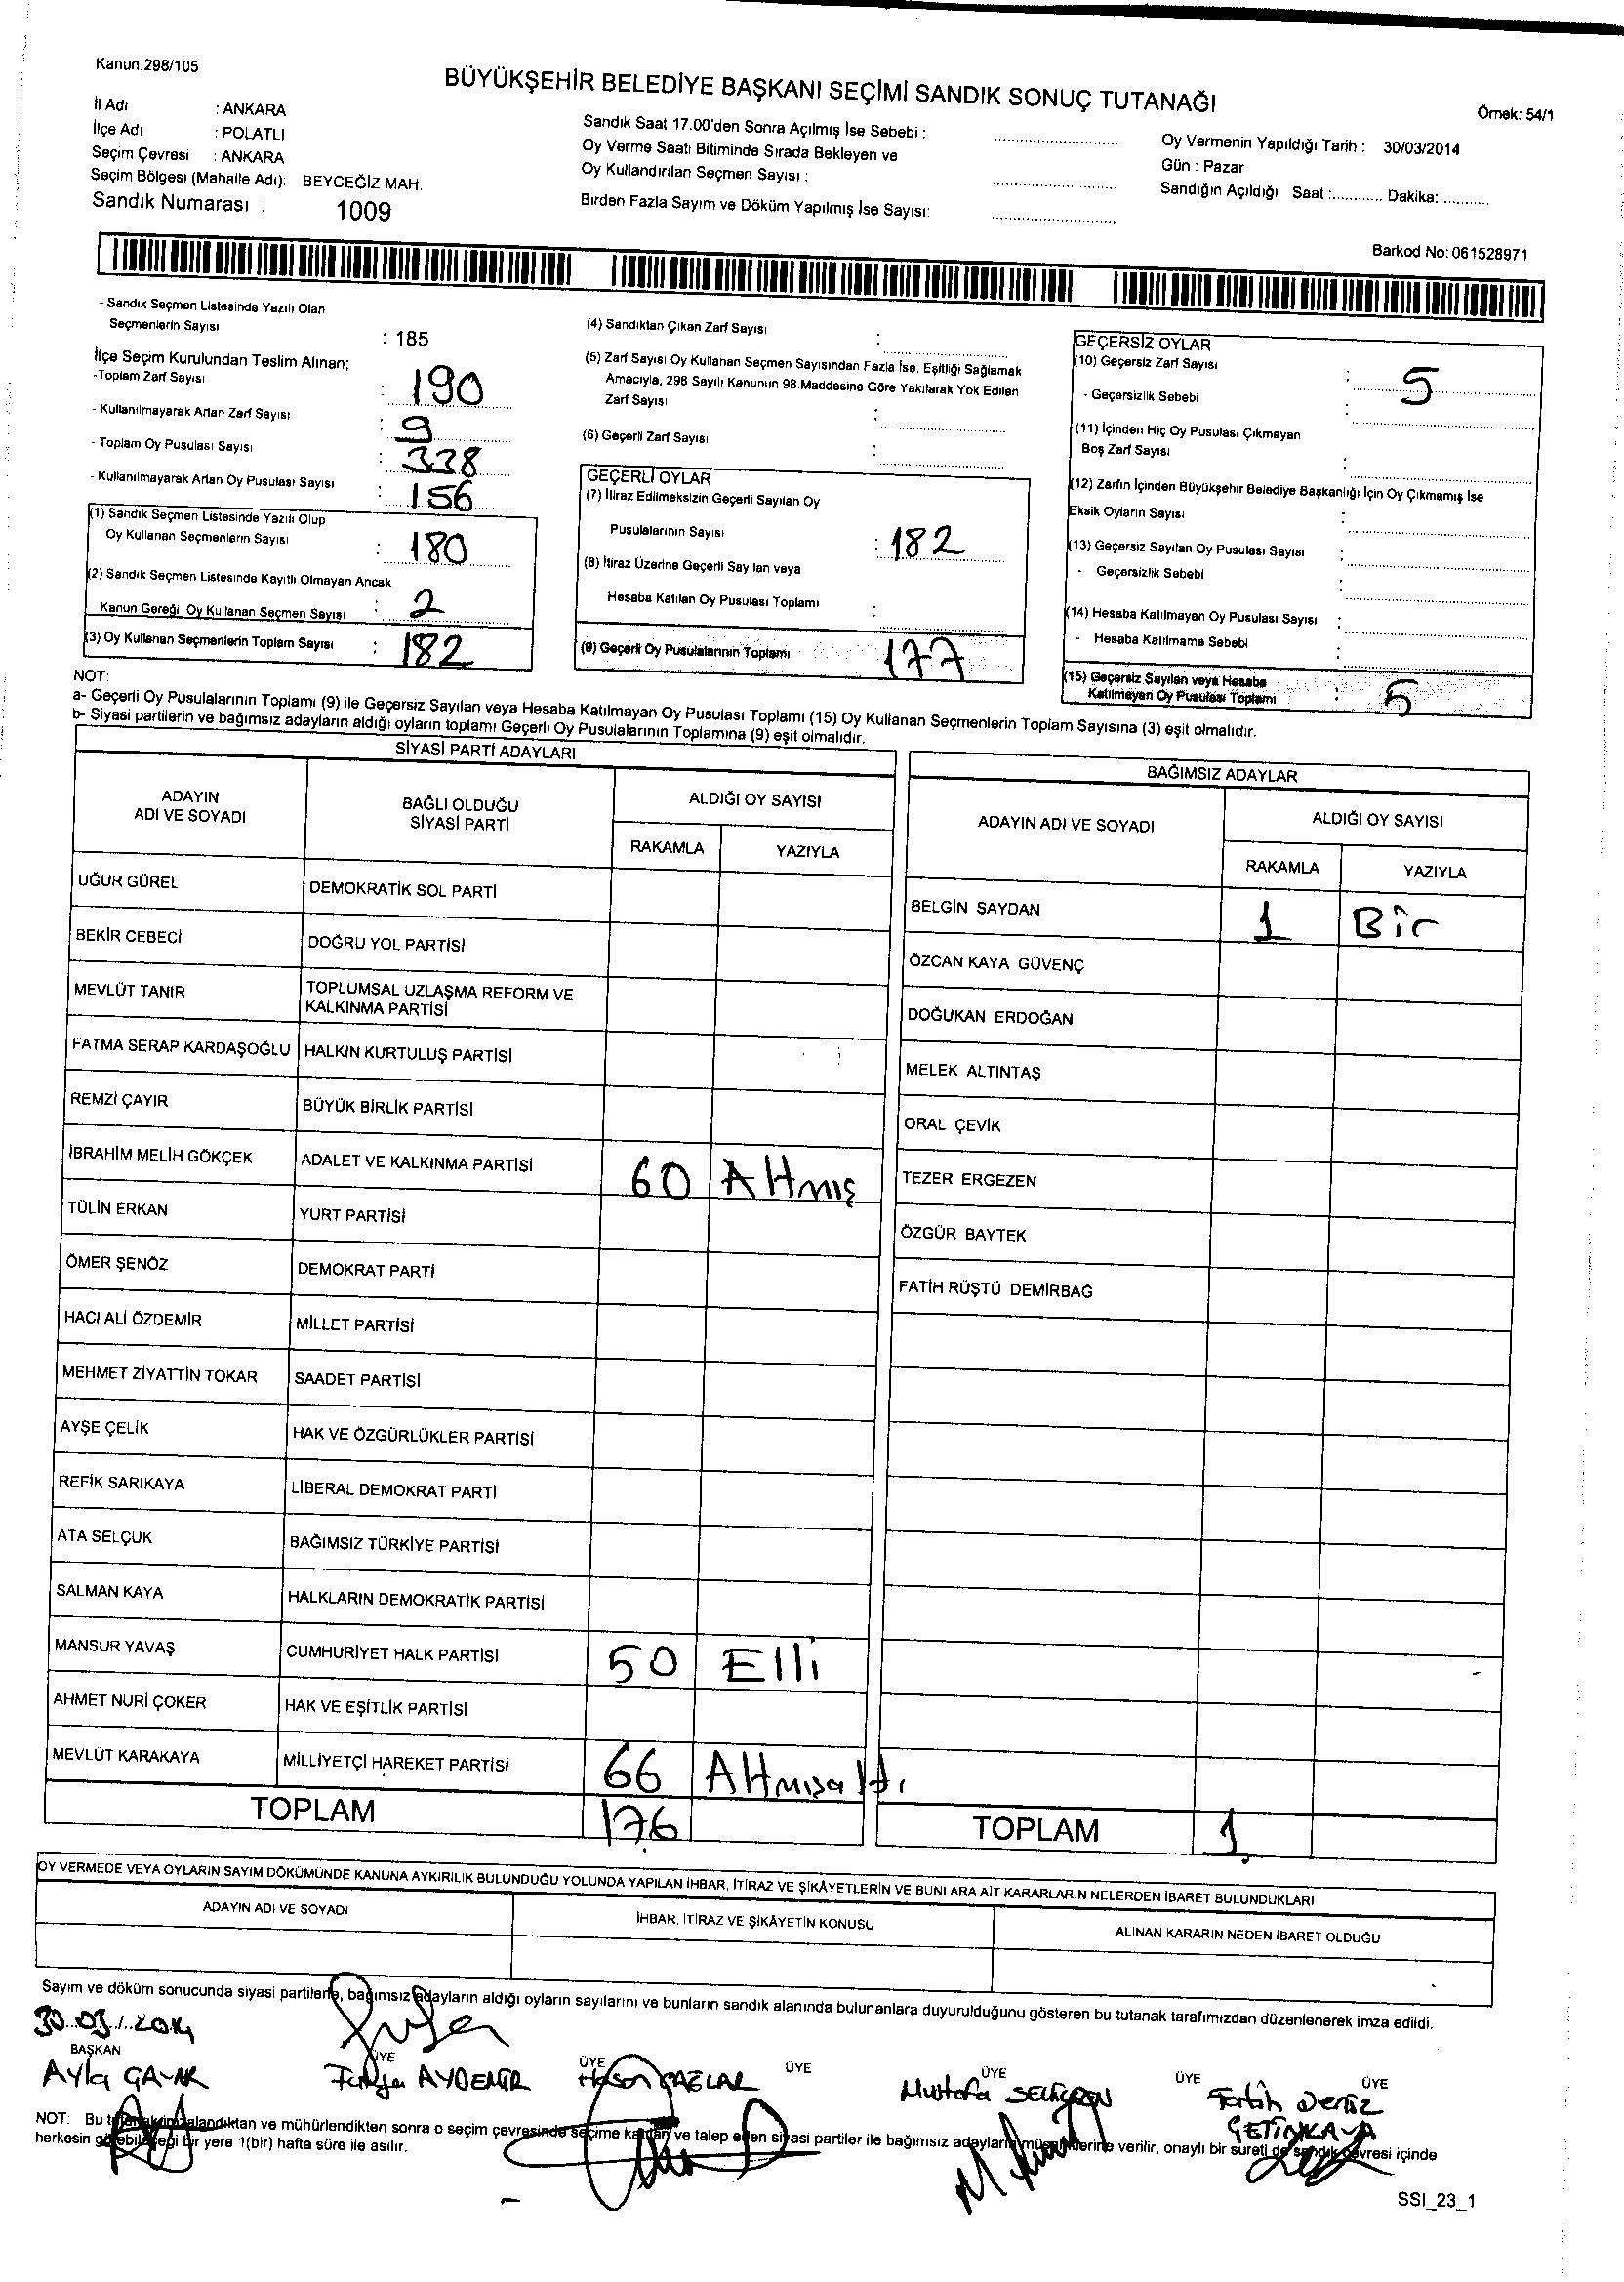 Kanun;298/105
BÜYÜKŞEHİR BELEDİYE BAŞKANI SEÇİMİ SANDIK SONUÇ TUTANAĞI
Örnek: 54/1
İl Adı : ANKARA
İlçe Adı : POLATLI
Seçim Çevresi : ANKARA
Seçim Bölgesi (Mahalle Adı): BEYCEĞİZ MAH.
Sandık Numarası : 1009
Sandık Saat 17.00'den Sonra Açılmış İse Sebebi :
Oy Verme Saati Bitiminde Sırada Bekleyen ve
Oy Kullandırılan Seçmen Sayısı :
Birden Fazla Sayım ve Döküm Yapılmış İse Sayısı:
Oy Vermenin Yapıldığı Tarih : 30/03/2014
Gün : Pazar
Sandığın Açıldığı Saat :............ Dakika:...........
Barkod No: 061528971
- Sandık Seçmen Listesinde Yazılı Olan
Seçmenlerin Sayısı : 185
İlçe Seçim Kurulundan Teslim Alınan;
-Toplam Zarf Sayısı : 190
- Kullanılmayarak Artan Zarf Sayısı : 9
- Toplam Oy Pusulası Sayısı : 338
- Kullanılmayarak Artan Oy Pusulası Sayısı : 156
(1) Sandık Seçmen Listesinde Yazılı Olup
Oy Kullanan Seçmenlerin Sayısı : 180
(2) Sandık Seçmen Listesinde Kayıtlı Olmayan Ancak
Kanun Gereği Oy Kullanan Seçmen Sayısı : 2
(3) Oy Kullanan Seçmenlerin Toplam Sayısı : 182
(4) Sandıktan Çıkan Zarf Sayısı :
(5) Zarf Sayısı Oy Kullanan Seçmen Sayısından Fazla İse, Eşitliği Sağlamak
Amacıyla, 298 Sayılı Kanunun 98.Maddesine Göre Yakılarak Yok Edilen
Zarf Sayısı :
(6) Geçerli Zarf Sayısı :
GEÇERLİ OYLAR
(7) İtiraz Edilmeksizin Geçerli Sayılan Oy
Pusulalarının Sayısı : 182
(8) İtiraz Üzerine Geçerli Sayılan veya
Hesaba Katılan Oy Pusulası Toplamı :
(9) Geçerli Oy Pusulalarının Toplamı 177
GEÇERSİZ OYLAR
(10) Geçersiz Zarf Sayısı : 5
- Geçersizlik Sebebi :
(11) İçinden Hiç Oy Pusulası Çıkmayan
Boş Zarf Sayısı :
(12) Zarfın İçinden Büyükşehir Belediye Başkanlığı İçin Oy Çıkmamış İse
Eksik Oyların Sayısı :
(13) Geçersiz Sayılan Oy Pusulası Sayısı :
- Geçersizlik Sebebi :
(14) Hesaba Katılmayan Oy Pusulası Sayısı :
- Hesaba Katılmama Sebebi :
(15) Geçersiz Sayılan veya Hesaba
Katılmayan Oy Pusulası Toplamı : 5
NOT:
a- Geçerli Oy Pusulalarının Toplamı (9) ile Geçersiz Sayılan veya Hesaba Katılmayan Oy Pusulası Toplamı (15) Oy Kullanan Seçmenlerin Toplam Sayısına (3) eşit olmalıdır.
b- Siyasi partilerin ve bağımsız adayların aldığı oyların toplamı Geçerli Oy Pusulalarının Toplamına (9) eşit olmalıdır.
SİYASİ PARTİ ADAYLARI
ADAYIN
ADI VE SOYADI
BAĞLI OLDUĞU
SİYASİ PARTİ
ALDIĞI OY SAYISI
RAKAMLA YAZIYLA
UĞUR GÜREL DEMOKRATİK SOL PARTİ
BEKİR CEBECİ DOĞRU YOL PARTİSİ
MEVLÜT TANIR TOPLUMSAL UZLAŞMA REFORM VE
KALKINMA PARTİSİ
FATMA SERAP KARDAŞOĞLU HALKIN KURTULUŞ PARTİSİ
REMZİ ÇAYIR BÜYÜK BİRLİK PARTİSİ
İBRAHİM MELİH GÖKÇEK ADALET VE KALKINMA PARTİSİ 60 Altmış
TÜLİN ERKAN YURT PARTİSİ
ÖMER ŞENÖZ DEMOKRAT PARTİ
HACI ALİ ÖZDEMİR MİLLET PARTİSİ
MEHMET ZİYATTİN TOKAR SAADET PARTİSİ
AYŞE ÇELİK HAK VE ÖZGÜRLÜKLER PARTİSİ
REFİK SARIKAYA LİBERAL DEMOKRAT PARTİ
ATA SELÇUK BAĞIMSIZ TÜRKİYE PARTİSİ
SALMAN KAYA HALKLARIN DEMOKRATİK PARTİSİ
MANSUR YAVAŞ CUMHURİYET HALK PARTİSİ 50 Elli
AHMET NURİ ÇOKER HAK VE EŞİTLİK PARTİSİ
MEVLÜT KARAKAYA MİLLİYETÇİ HAREKET PARTİSİ 66 Altmışaltı
TOPLAM 176
BAĞIMSIZ ADAYLAR
ADAYIN ADI VE SOYADI
ALDIĞI OY SAYISI
RAKAMLA YAZIYLA
BELGİN SAYDAN 1 Bir
ÖZCAN KAYA GÜVENÇ
DOĞUKAN ERDOĞAN
MELEK ALTINTAŞ
ORAL ÇEVİK
TEZER ERGEZEN
ÖZGÜR BAYTEK
FATİH RÜŞTÜ DEMİRBAĞ
TOPLAM 1
OY VERMEDE VEYA OYLARIN SAYIM DÖKÜMÜNDE KANUNA AYKIRILIK BULUNDUĞU YOLUNDA YAPILAN İHBAR, İTİRAZ VE ŞİKÂYETLERİN VE BUNLARA AİT KARARLARIN NELERDEN İBARET BULUNDUKLARI
ADAYIN ADI VE SOYADI İHBAR, İTİRAZ VE ŞİKÂYETİN KONUSU ALINAN KARARIN NEDEN İBARET OLDUĞU
Sayım ve döküm sonucunda siyasi partilerle, bağımsız adayların aldığı oyların sayılarını ve bunların sandık alanında bulunanlara duyurulduğunu gösteren bu tutanak tarafımızdan düzenlenerek imza edildi.
30.03.2014
BAŞKAN ÜYE ÜYE ÜYE ÜYE ÜYE ÜYE
Ayla AYDEMİR Hasan ÇAĞLAR Mustafa Fatih Deniz
ÇETİNKAYA
NOT: Bu tutanak imzalandıktan ve mühürlendikten sonra o seçim çevresinde seçime katılan ve talep eden siyasi partiler ile bağımsız adayların müşahitlerine verilir, onaylı bir sureti de sandık çevresi içinde
herkesin görebileceği bir yere 1(bir) hafta süre ile asılır.
SSI_23_1